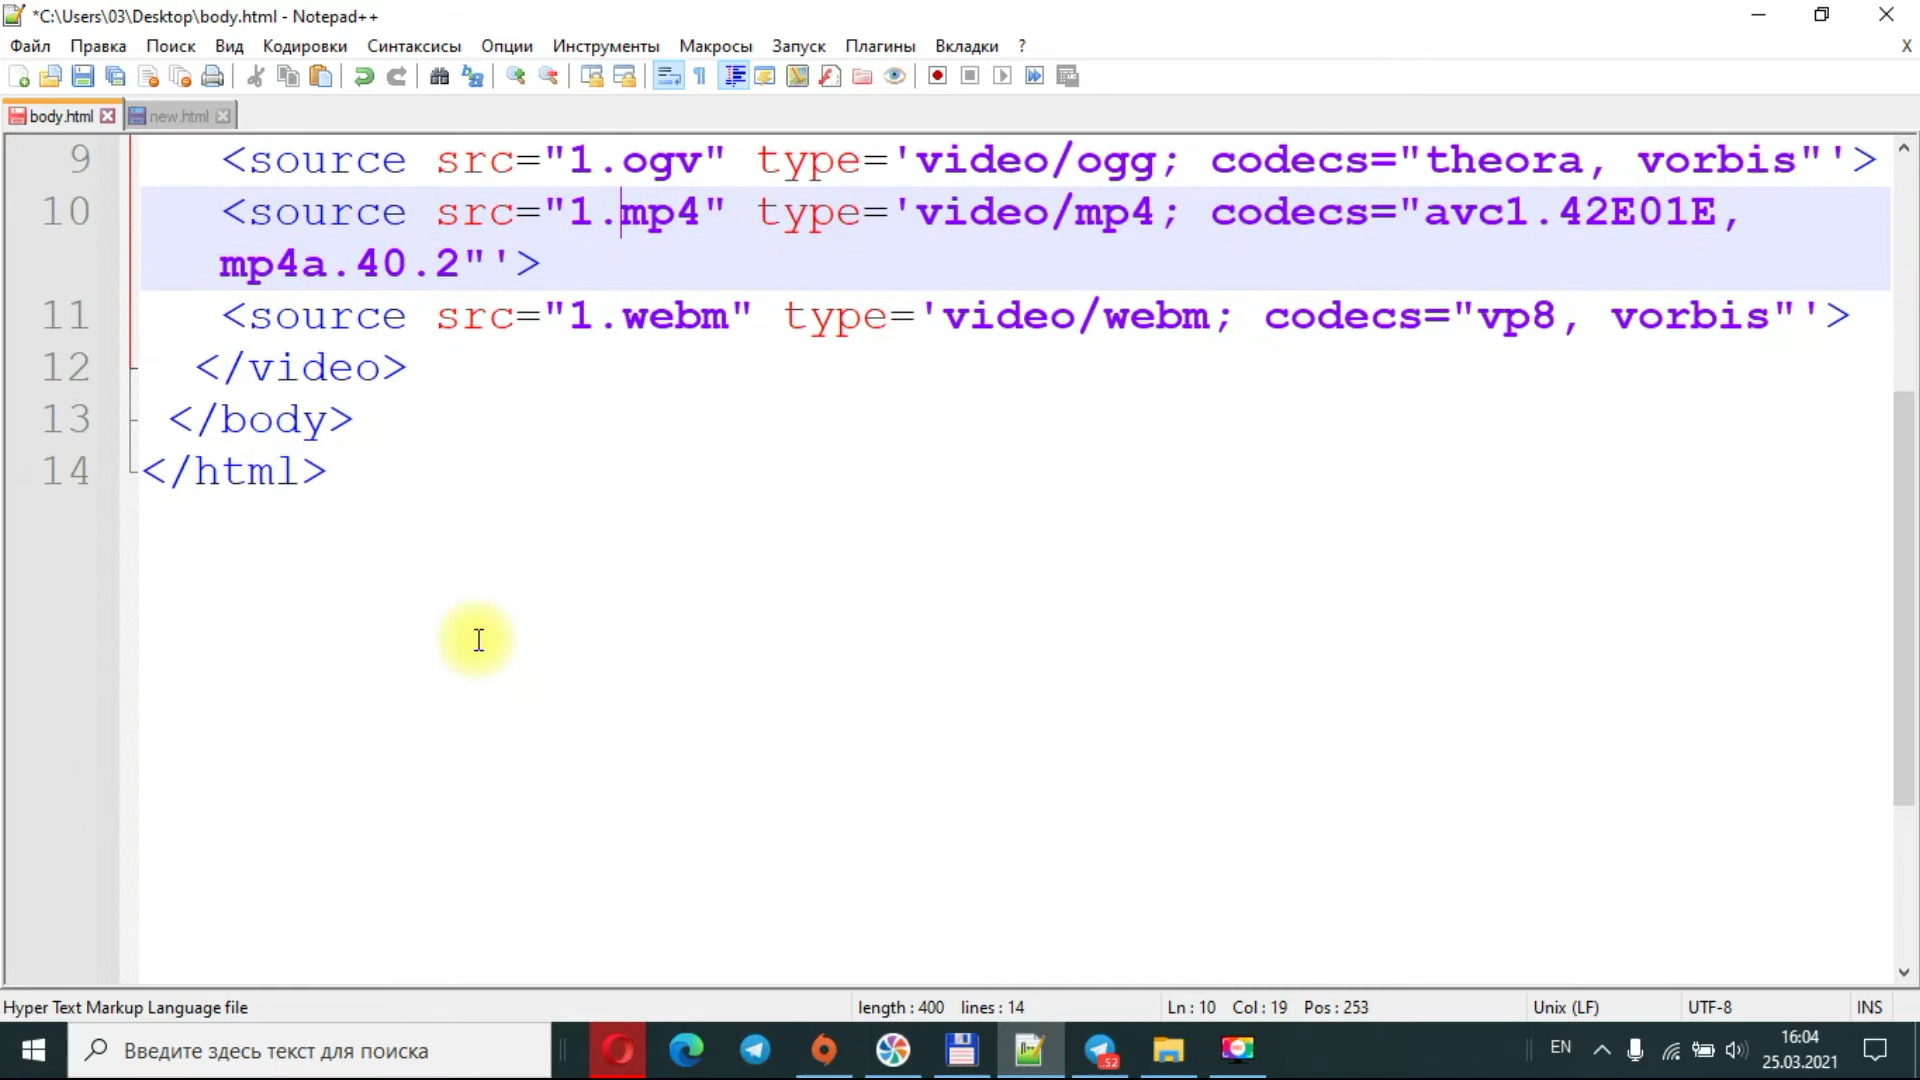 *C:\Users\03\Desktop\body.html - Notepad++
Файл Правка Поиск Вид Кодировки Синтаксисы Опции Инструменты Макросы Запуск Плагины Вкладки ? X
body.html new.html
9 <source src="1.ogv" type='video/ogg; codecs="theora, vorbis"'>
10 <source src="1.mp4" type='video/mp4; codecs="avc1.42E01E,
mp4a.40.2"'>
11 <source src="1.webm" type='video/webm; codecs="vp8, vorbis"'>
12 </video>
13 </body>
14 </html>
Hyper Text Markup Language file length : 400 lines : 14 Ln : 10 Col : 19 Pos : 253 Unix (LF) UTF-8 INS
Введите здесь текст для поиска 52 EN 16:04
25.03.2021